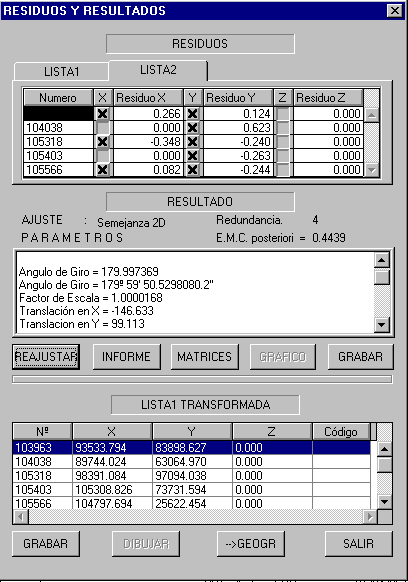 RESIDUOS Y RESULTADOS
RESIDUOS
LISTA1 LISTA2
Numero X Residuo X Y Residuo Y Z Residuo Z
0.266 0.124 0.000
104038 0.000 0.623 0.000
105318 -0.348 -0.240 0.000
105403 0.000 -0.263 0.000
105566 0.082 -0.244 0.000
RESULTADO
AJUSTE : Semejanza 2D Redundancia. 4
PARAMETROS E.M.C. posteriori = 0.4439
Angulo de Giro = 179.997369
Angulo de Giro = 179º 59' 50.5298080.2"
Factor de Escala = 1.0000168
Translación en X = -146.633
Translacion en Y = 99.113
REAJUSTAR INFORME MATRICES GRAFICO GRABAR
LISTA1 TRANSFORMADA
Nº X Y Z Código
103963 93533.794 83898.627 0.000
104038 89744.024 63064.970 0.000
105318 98391.084 97094.038 0.000
105403 105308.826 73731.594 0.000
105566 104797.694 25622.454 0.000
GRABAR DIBUJAR -->GEOGR SALIR